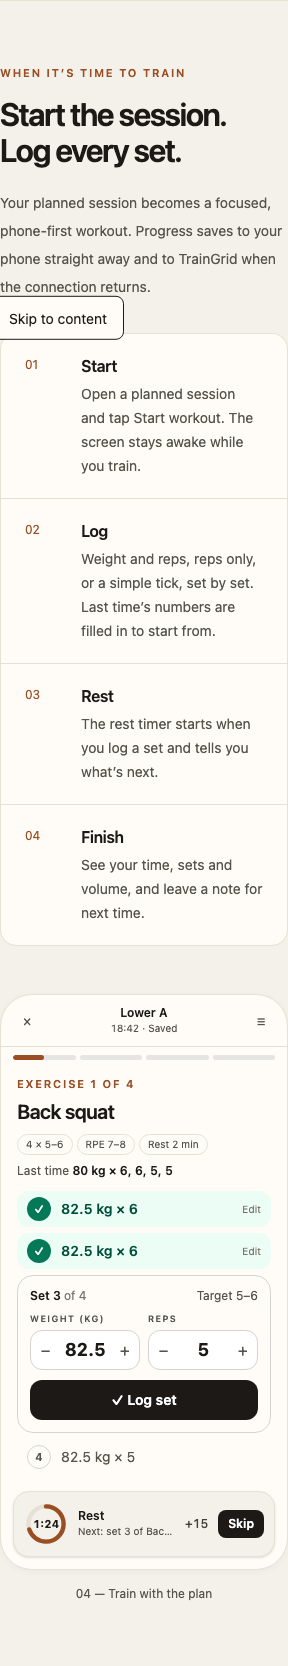 WHEN IT’S TIME TO TRAIN
Start the session.
Log every set.
Your planned session becomes a focused,
phone-first workout. Progress saves to your
phone straight away and to TrainGrid when
the connection returns.
Skip to content
01
Start
Open a planned session
and tap Start workout. The
screen stays awake while
you train.
02
Log
Weight and reps, reps only,
or a simple tick, set by set.
Last time’s numbers are
filled in to start from.
03
Rest
The rest timer starts when
you log a set and tells you
what’s next.
04
Finish
See your time, sets and
volume, and leave a note for
next time.
× Lower A ≡
18:42 · Saved
EXERCISE 1 OF 4
Back squat
4 × 5–6 RPE 7–8 Rest 2 min
Last time 80 kg × 6, 6, 5, 5
✓ 82.5 kg × 6 Edit
✓ 82.5 kg × 6 Edit
Set 3 of 4 Target 5–6
WEIGHT (KG) REPS
− 82.5 + − 5 +
✓ Log set
4 82.5 kg × 5
1:24 Rest +15 Skip
Next: set 3 of Bac…
04 — Train with the plan